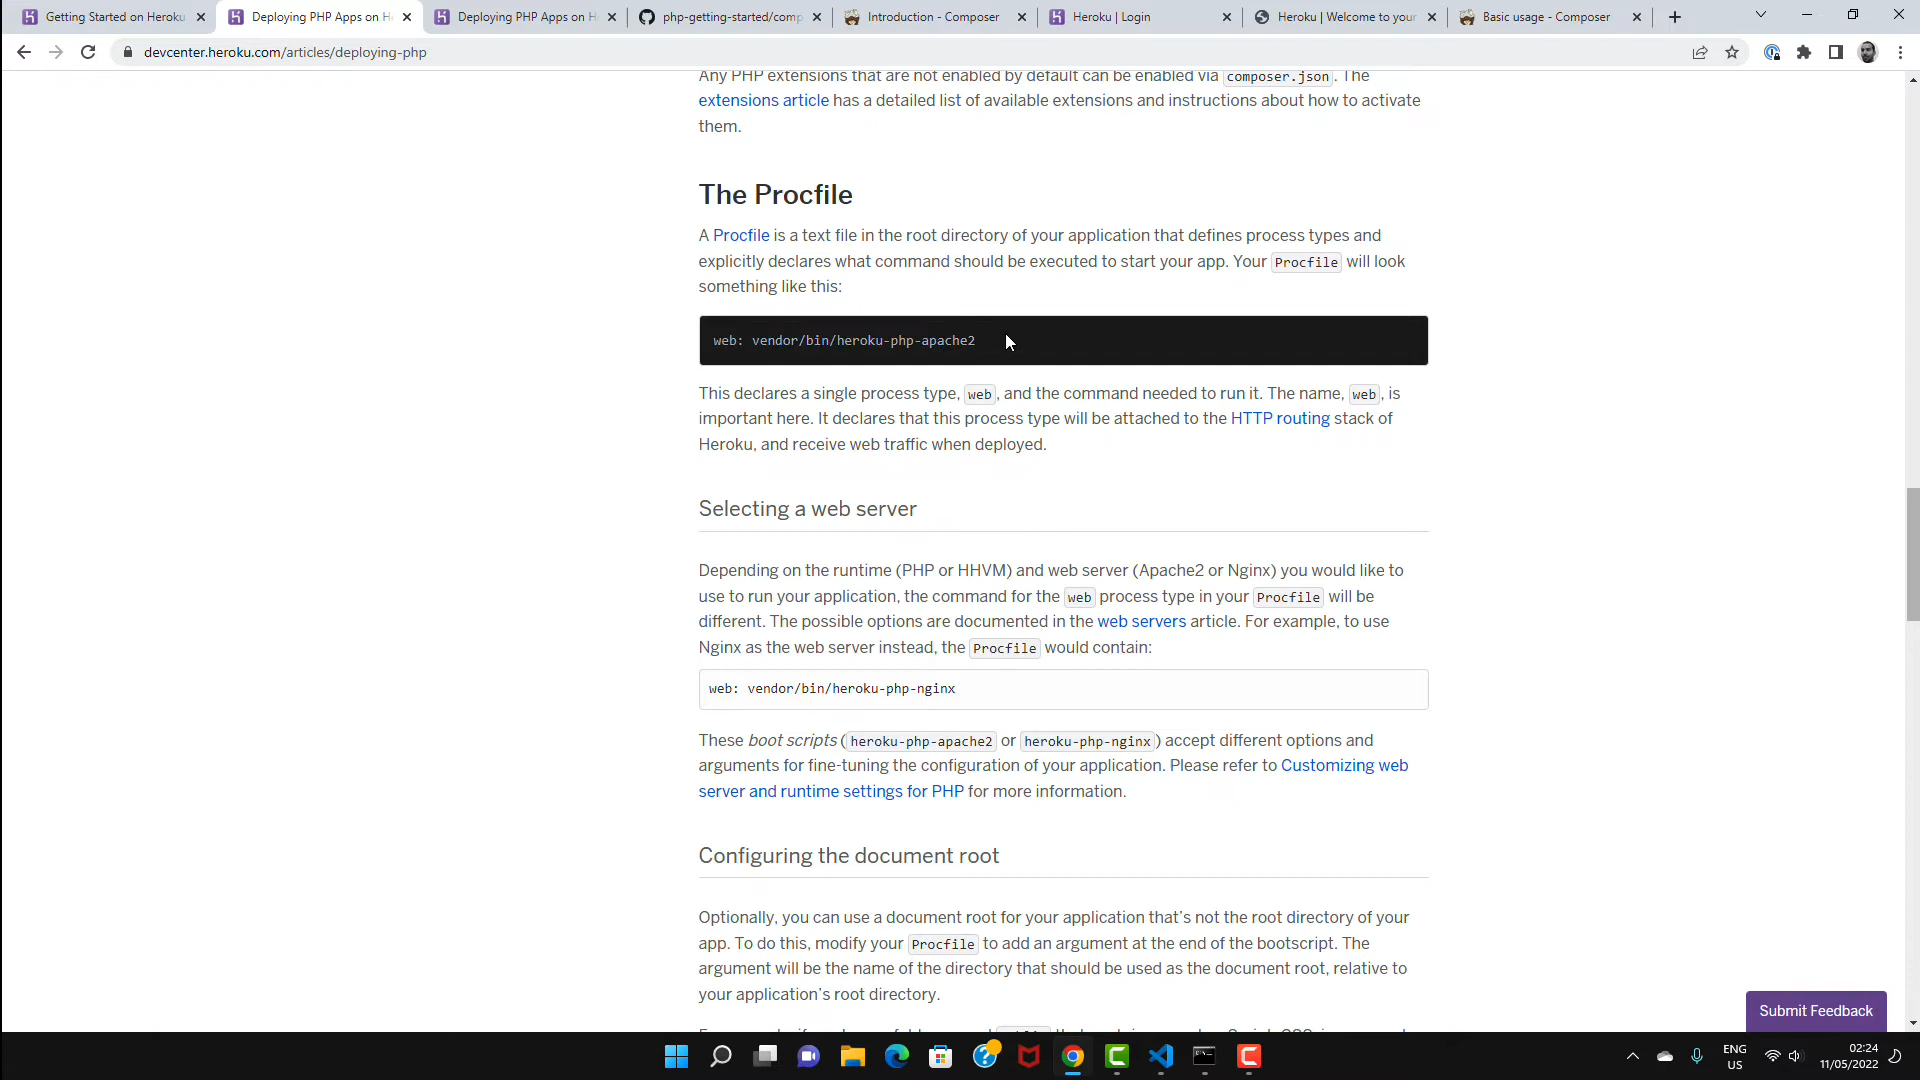 Getting Started on Heroku
Deploying PHP Apps on H
Deploying PHP Apps on H
php-getting-started/comp
Introduction - Composer
Heroku | Login
Heroku | Welcome to your
Basic usage - Composer
devcenter.heroku.com/articles/deploying-php
Any PHP extensions that are not enabled by default can be enabled via composer.json. The
extensions article has a detailed list of available extensions and instructions about how to activate
them.
The Procfile
A Procfile is a text file in the root directory of your application that defines process types and
explicitly declares what command should be executed to start your app. Your Procfile will look
something like this:
web: vendor/bin/heroku-php-apache2
This declares a single process type, web, and the command needed to run it. The name, web, is
important here. It declares that this process type will be attached to the HTTP routing stack of
Heroku, and receive web traffic when deployed.
Selecting a web server
Depending on the runtime (PHP or HHVM) and web server (Apache2 or Nginx) you would like to
use to run your application, the command for the web process type in your Procfile will be
different. The possible options are documented in the web servers article. For example, to use
Nginx as the web server instead, the Procfile would contain:
web: vendor/bin/heroku-php-nginx
These boot scripts (heroku-php-apache2 or heroku-php-nginx) accept different options and
arguments for fine-tuning the configuration of your application. Please refer to Customizing web
server and runtime settings for PHP for more information.
Configuring the document root
Optionally, you can use a document root for your application that's not the root directory of your
app. To do this, modify your Procfile to add an argument at the end of the bootscript. The
argument will be the name of the directory that should be used as the document root, relative to
your application's root directory.
Submit Feedback
ENG
US
02:24
11/05/2022